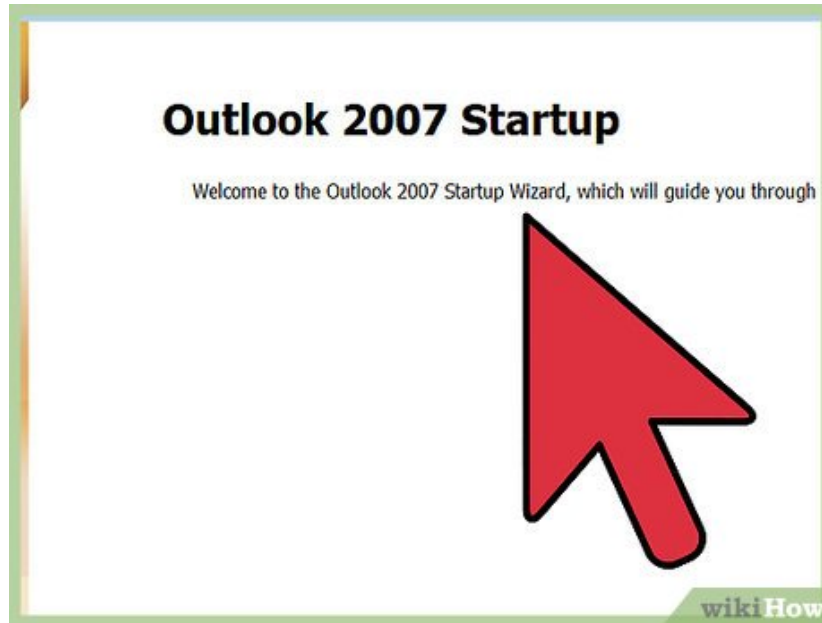 Outlook 2007 Startup
Welcome to the Outlook 2007 Startup Wizard, which will guide you through
wikiHow